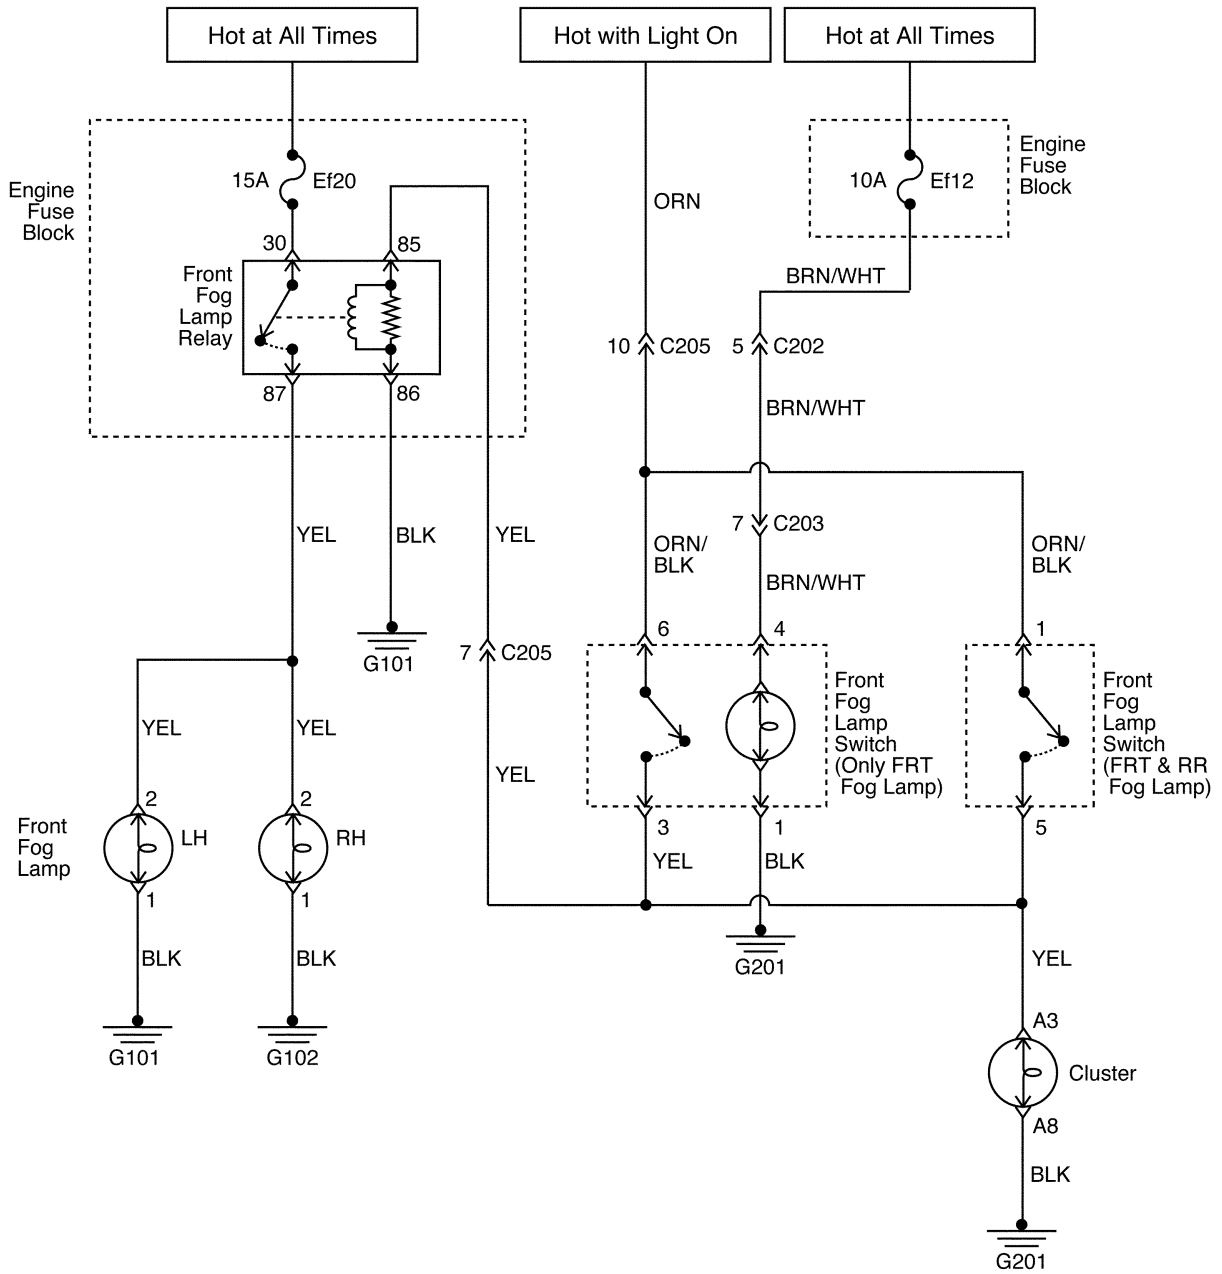 Hot at All Times
Hot with Light On
Hot at All Times
Engine
Fuse
Block
15A
Ef20
30
85
Front
Fog
Lamp
Relay
87
86
ORN
10A
Ef12
Engine
Fuse
Block
BRN/WHT
10
C205
5
C202
BRN/WHT
7
C203
YEL
BLK
YEL
ORN/
BLK
BRN/WHT
ORN/
BLK
G101
7
C205
6
4
1
Front
Fog
Lamp
Switch
(Only FRT
Fog Lamp)
Front
Fog
Lamp
Switch
(FRT & RR
Fog Lamp)
YEL
YEL
YEL
2
2
Front
Fog
Lamp
LH
RH
1
1
3
1
5
YEL
BLK
BLK
BLK
G201
YEL
G101
G102
A3
Cluster
A8
BLK
G201